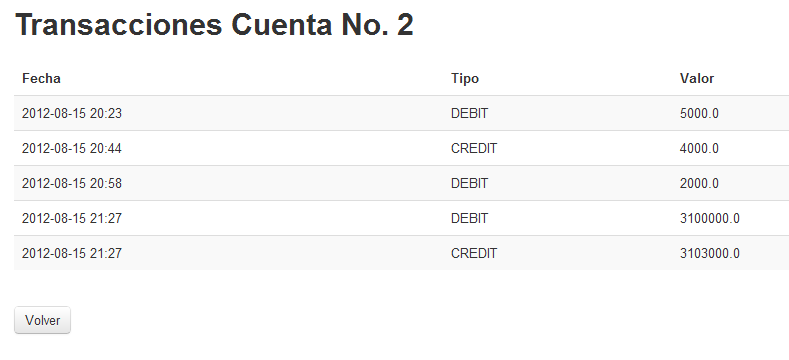 Transacciones Cuenta No. 2
Fecha Tipo Valor
2012-08-15 20:23 DEBIT 5000.0
2012-08-15 20:44 CREDIT 4000.0
2012-08-15 20:58 DEBIT 2000.0
2012-08-15 21:27 DEBIT 3100000.0
2012-08-15 21:27 CREDIT 3103000.0
Volver